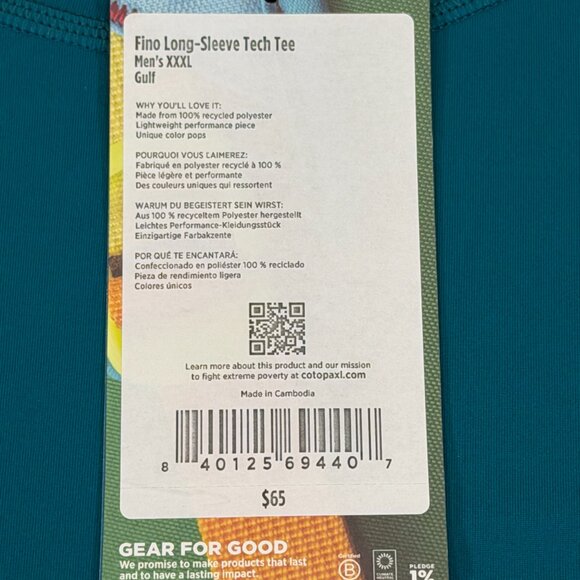 Fino Long-Sleeve Tech Tee
Men's XXXL
Gulf
WHY YOU'LL LOVE IT:
Made from 100% recycled polyester
Lightweight performance piece
Unique color pops
POURQUOI VOUS L'AIMEREZ:
Fabriqué en polyester recyclé à 100 %
Pièce légère et performante
Des couleurs uniques qui ressortent
WARUM DU BEGEISTERT SEIN WIRST:
Aus 100 % recyceltem Polyester hergestellt
Leichtes Performance-Kleidungsstück
Einzigartige Farbakzente
POR QUÉ TE ENCANTARÁ:
Confeccionado en poliéster 100 % reciclado
Pieza de rendimiento ligera
Colores únicos
Learn more about this product and our mission
to fight extreme poverty at cotopaxi.com
Made in Cambodia
8 40125 69440 7
$65
GEAR FOR GOOD
We promise to make products that last
and to have a lasting impact.
Certified
B
PLEDGE
1%